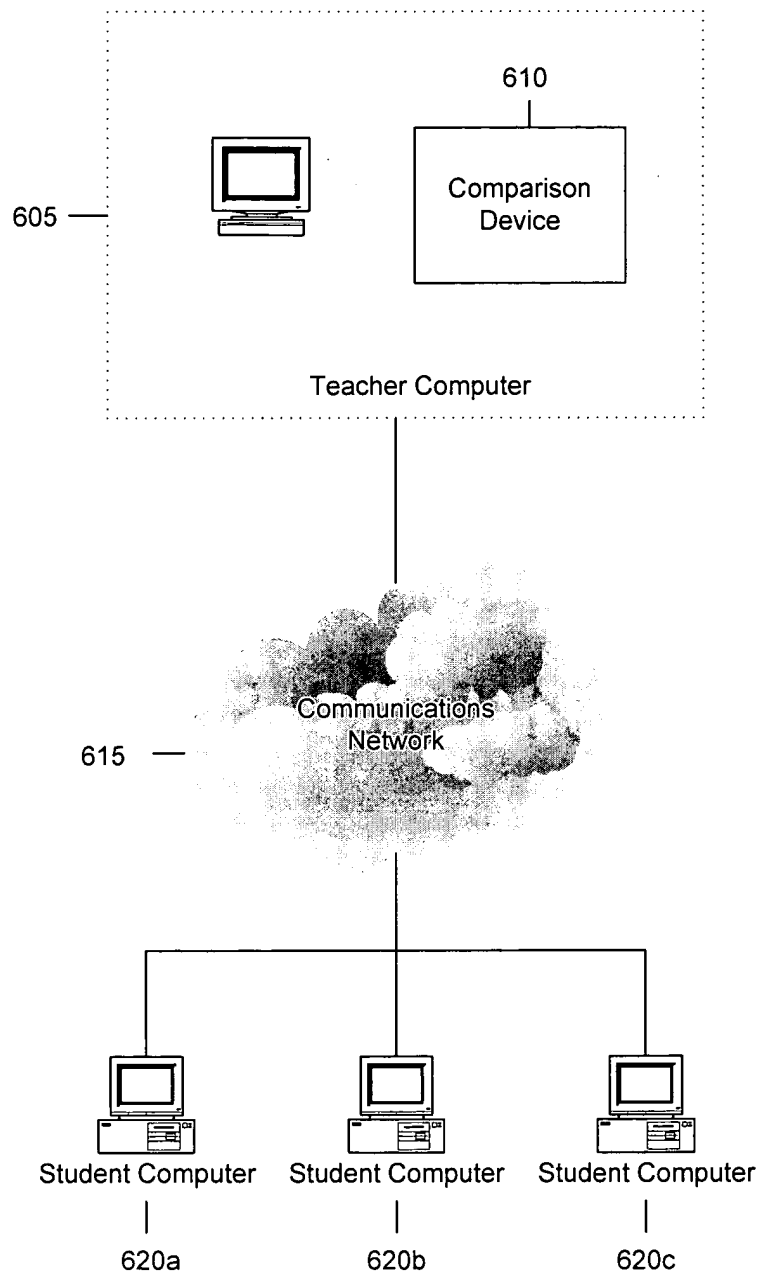 610
Comparison
Device
605
Teacher Computer
Communications
Network
615
Student Computer
Student Computer
Student Computer
620a
620b
620c